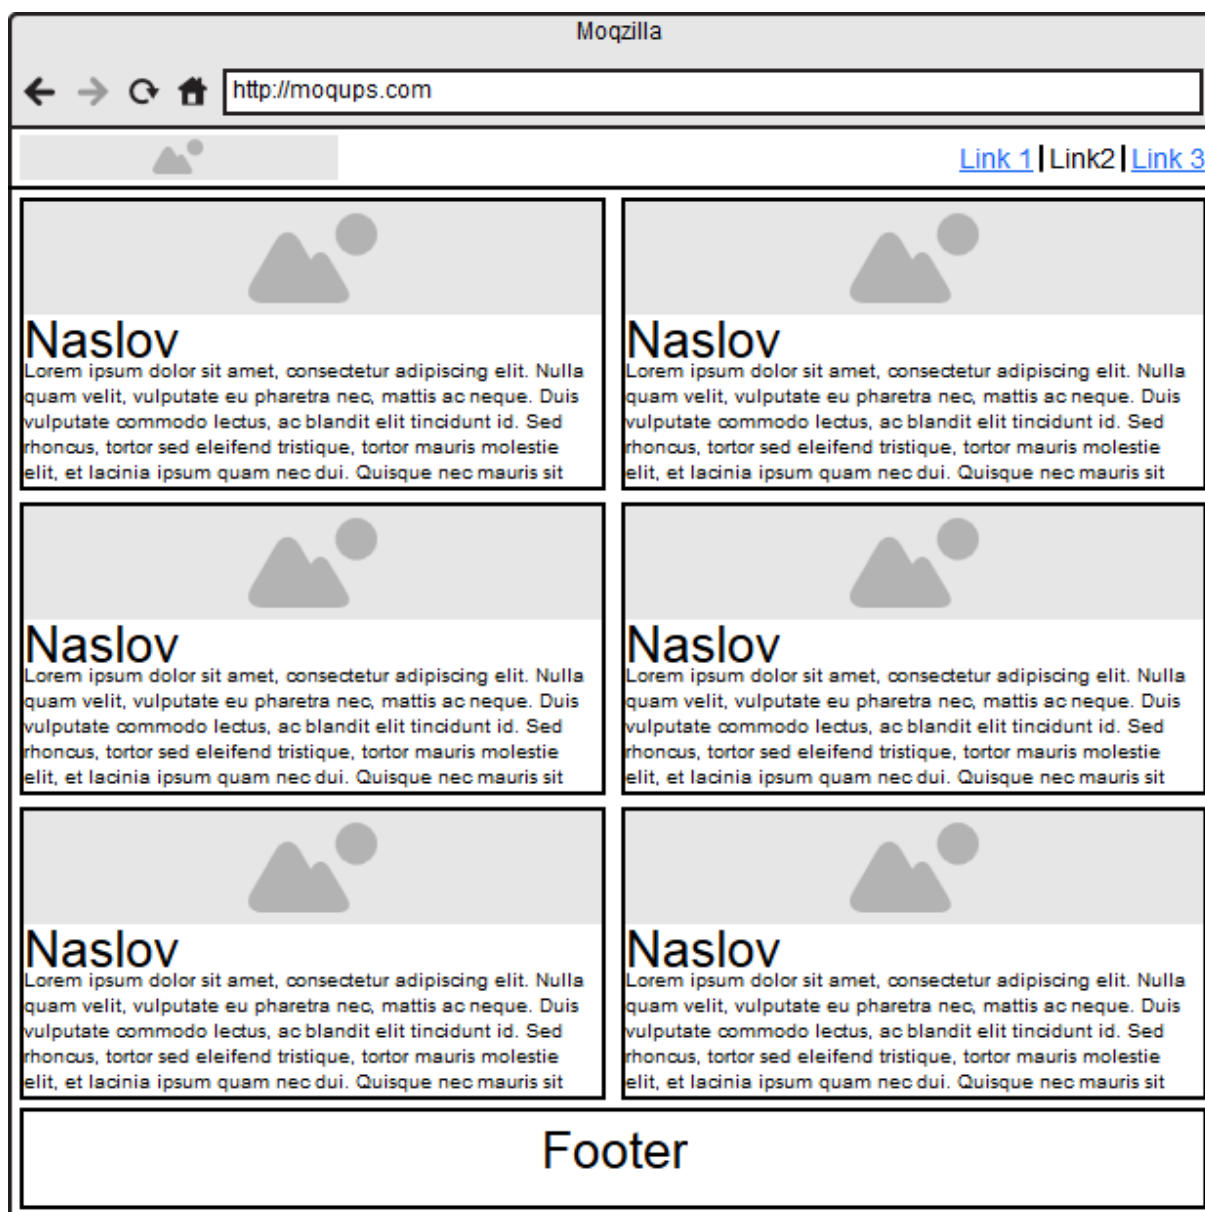 Moqzilla
http://moqups.com
Link 1 Link2 Link 3
Naslov
Lorem ipsum dolor sit amet, consectetur adipiscing elit. Nulla
quam velit, vulputate eu pharetra nec, mattis ac neque. Duis
vulputate commodo lectus, ac blandit elit tincidunt id. Sed
rhoncus, tortor sed eleifend tristique, tortor mauris molestie
elit, et lacinia ipsum quam nec dui. Quisque nec mauris sit
Naslov
Lorem ipsum dolor sit amet, consectetur adipiscing elit. Nulla
quam velit, vulputate eu pharetra nec, mattis ac neque. Duis
vulputate commodo lectus, ac blandit elit tincidunt id. Sed
rhoncus, tortor sed eleifend tristique, tortor mauris molestie
elit, et lacinia ipsum quam nec dui. Quisque nec mauris sit
Naslov
Lorem ipsum dolor sit amet, consectetur adipiscing elit. Nulla
quam velit, vulputate eu pharetra nec, mattis ac neque. Duis
vulputate commodo lectus, ac blandit elit tincidunt id. Sed
rhoncus, tortor sed eleifend tristique, tortor mauris molestie
elit, et lacinia ipsum quam nec dui. Quisque nec mauris sit
Naslov
Lorem ipsum dolor sit amet, consectetur adipiscing elit. Nulla
quam velit, vulputate eu pharetra nec, mattis ac neque. Duis
vulputate commodo lectus, ac blandit elit tincidunt id. Sed
rhoncus, tortor sed eleifend tristique, tortor mauris molestie
elit, et lacinia ipsum quam nec dui. Quisque nec mauris sit
Naslov
Lorem ipsum dolor sit amet, consectetur adipiscing elit. Nulla
quam velit, vulputate eu pharetra nec, mattis ac neque. Duis
vulputate commodo lectus, ac blandit elit tincidunt id. Sed
rhoncus, tortor sed eleifend tristique, tortor mauris molestie
elit, et lacinia ipsum quam nec dui. Quisque nec mauris sit
Naslov
Lorem ipsum dolor sit amet, consectetur adipiscing elit. Nulla
quam velit, vulputate eu pharetra nec, mattis ac neque. Duis
vulputate commodo lectus, ac blandit elit tincidunt id. Sed
rhoncus, tortor sed eleifend tristique, tortor mauris molestie
elit, et lacinia ipsum quam nec dui. Quisque nec mauris sit
Footer